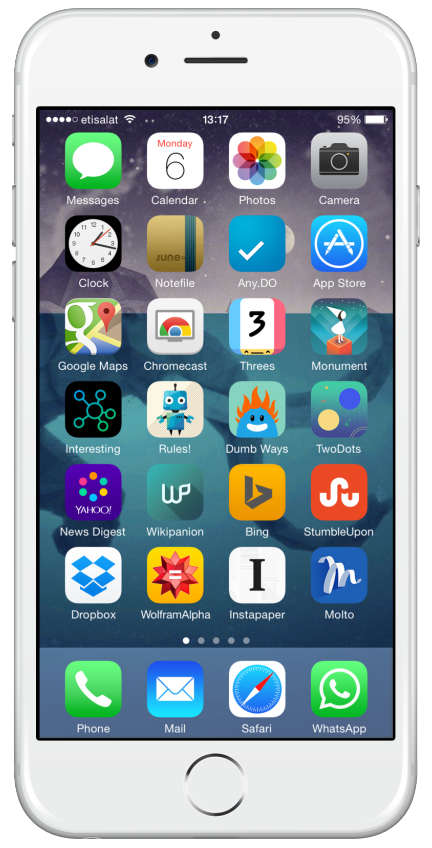 etisalat 13:17 95%
Monday
6
Messages Calendar Photos Camera
June
Clock Notefile Any.DO App Store
g 3
Google Maps Chromecast Threes Monument
Interesting Rules! Dumb Ways TwoDots
YAHOO! WP
News Digest Wikipanion Bing StumbleUpon
= I m
Dropbox WolframAlpha Instapaper Molto
Phone Mail Safari WhatsApp